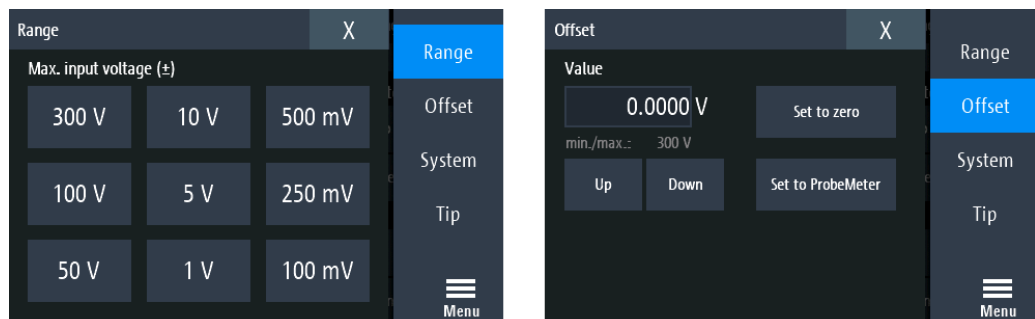 Range X
Max. input voltage (±)
300 V 10 V 500 mV
100 V 5 V 250 mV
50 V 1 V 100 mV
Range
Offset
System
Tip
Menu
Offset X
Value
0.0000 V Set to zero
min./max.: 300 V
Up Down Set to ProbeMeter
Range
Offset
System
Tip
Menu